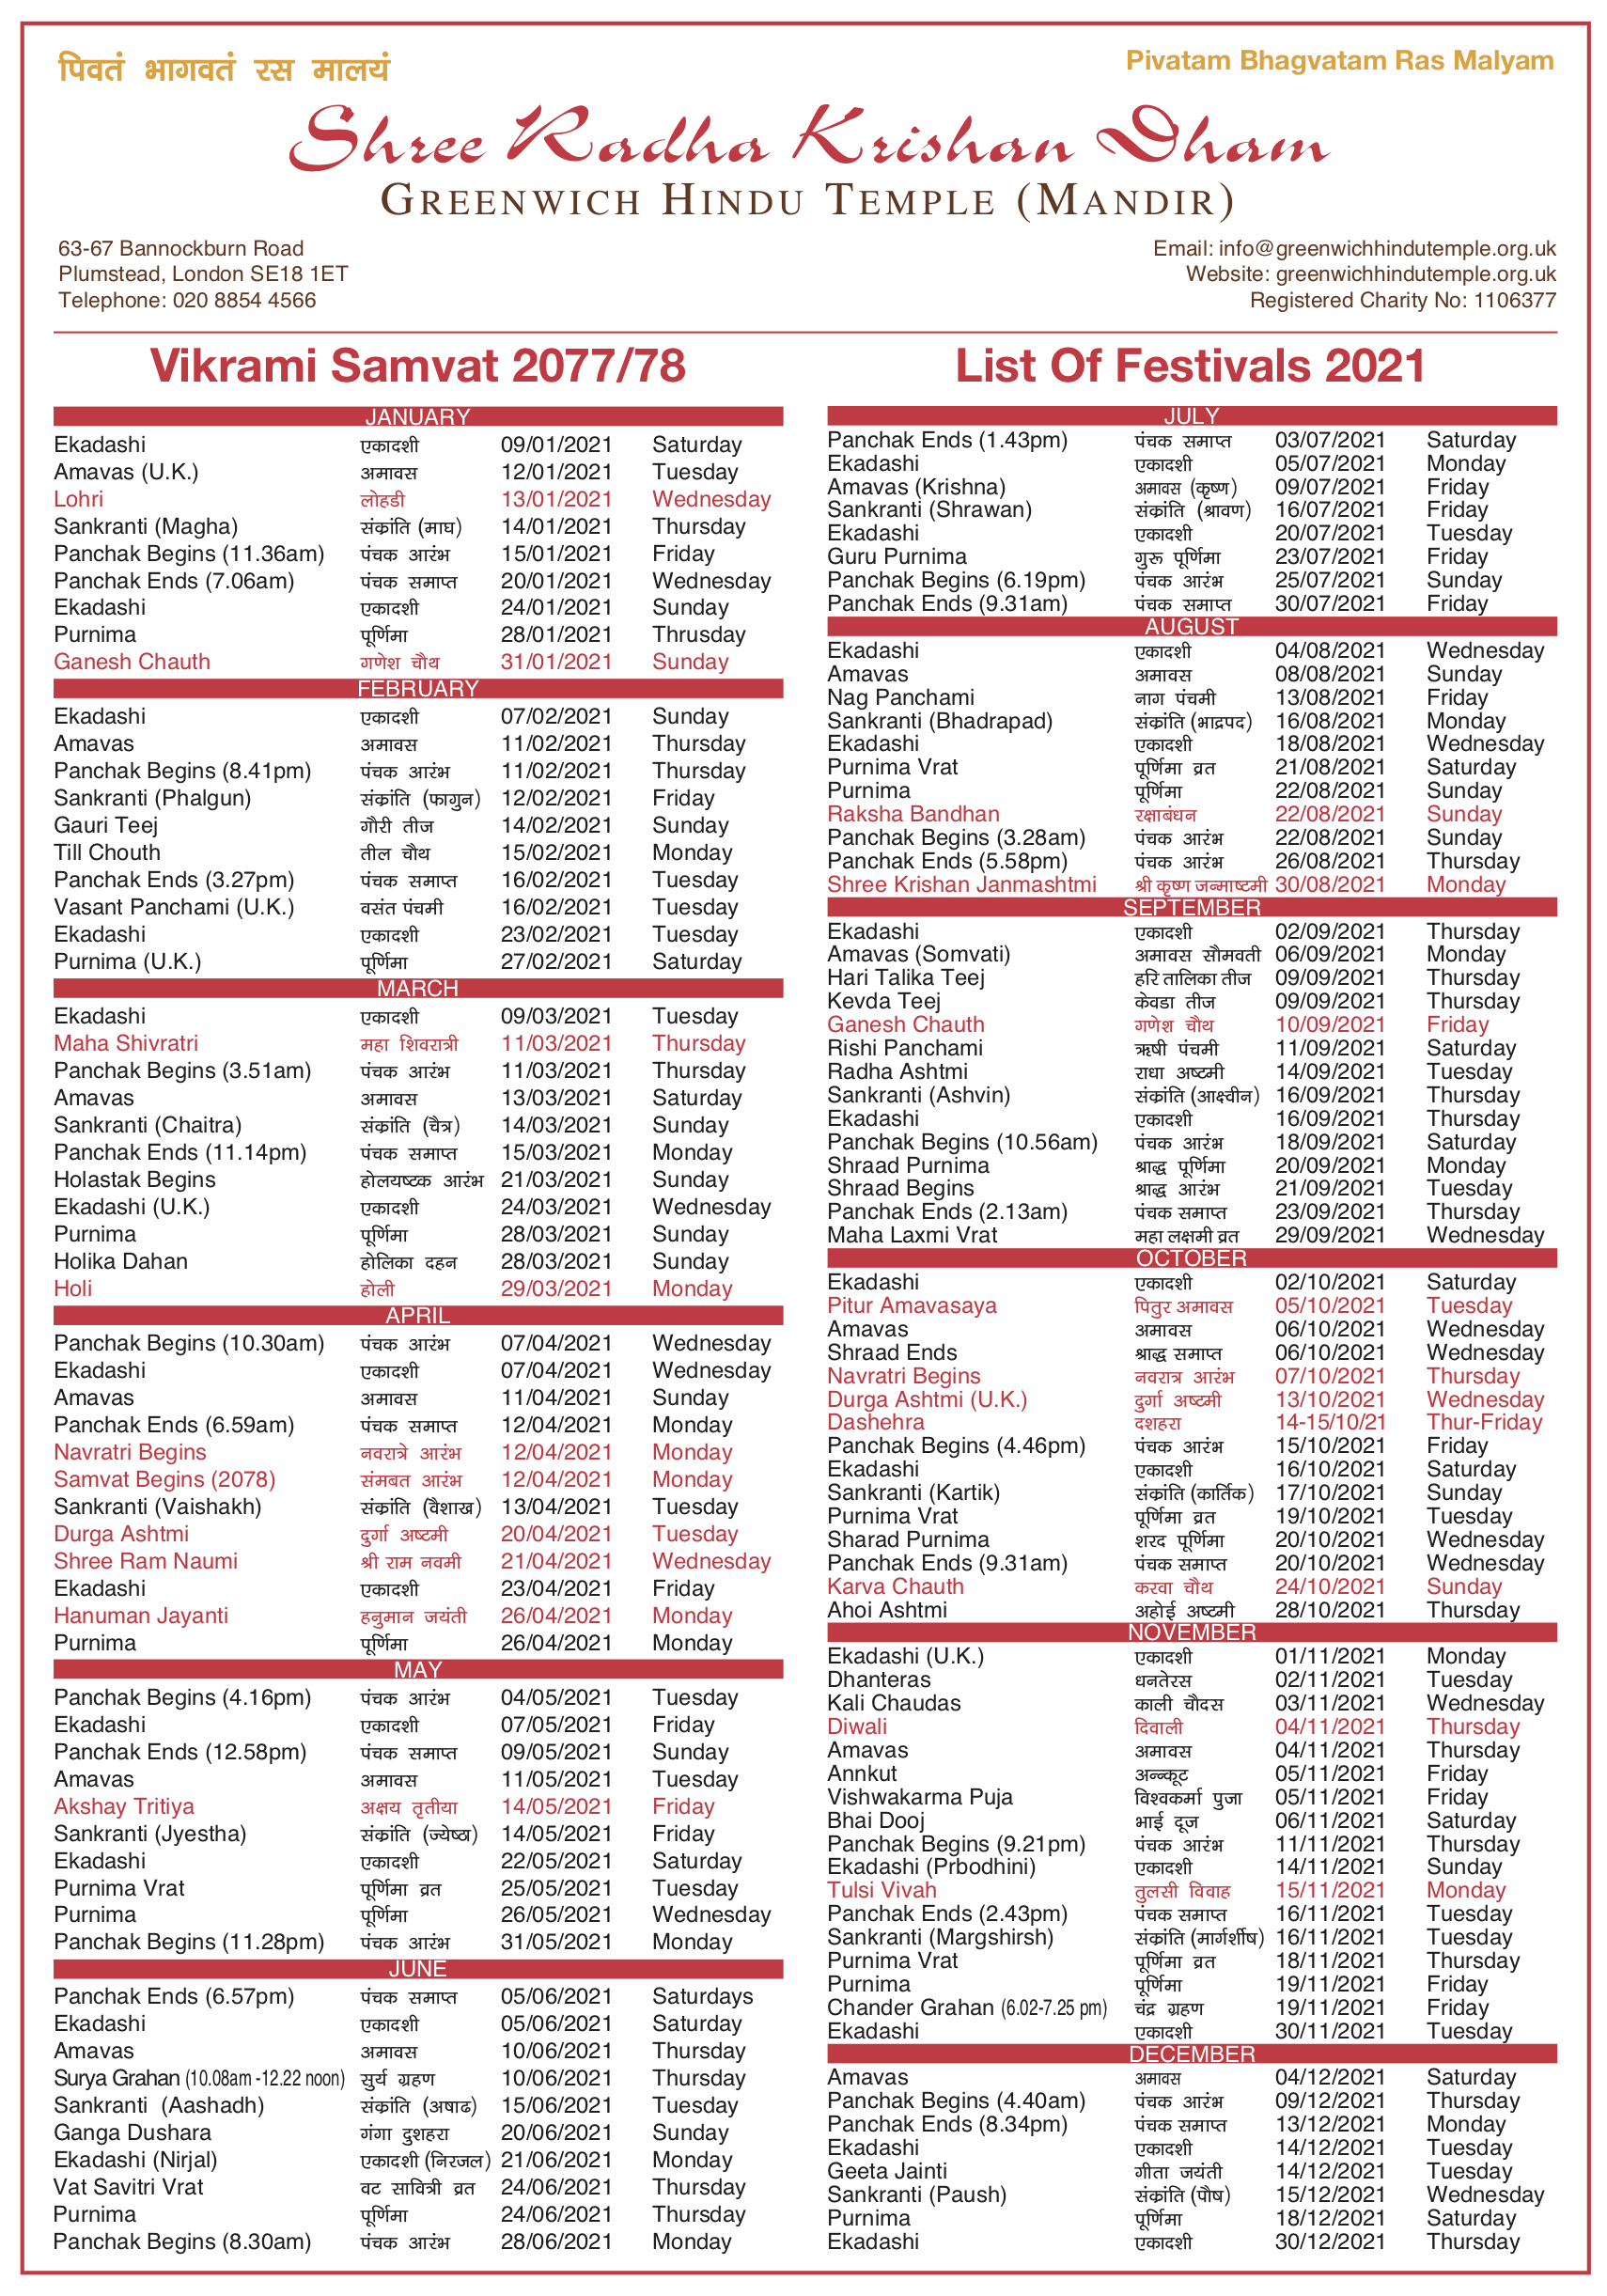 पिवतं भागवतं रस मालयं
Pivatam Bhagvatam Ras Malyam
Shree Radha Krishan Dham
GREENWICH HINDU TEMPLE (MANDIR)
63-67 Bannockburn Road
Plumstead, London SE18 1ET
Telephone: 020 8854 4566
Email: info@greenwichhindutemple.org.uk
Website: greenwichhindutemple.org.uk
Registered Charity No: 1106377
Vikrami Samvat 2077/78
JANUARY
Ekadashi एकादशी 09/01/2021 Saturday
Amavas (U.K.) अमावस 12/01/2021 Tuesday
Lohri लोहडी 13/01/2021 Wednesday
Sankranti (Magha) संक्रांति (माघ) 14/01/2021 Thursday
Panchak Begins (11.36am) पंचक आरंभ 15/01/2021 Friday
Panchak Ends (7.06am) पंचक समाप्त 20/01/2021 Wednesday
Ekadashi एकादशी 24/01/2021 Sunday
Purnima पूर्णिमा 28/01/2021 Thrusday
Ganesh Chauth गणेश चौथ 31/01/2021 Sunday
FEBRUARY
Ekadashi एकादशी 07/02/2021 Sunday
Amavas अमावस 11/02/2021 Thursday
Panchak Begins (8.41pm) पंचक आरंभ 11/02/2021 Thursday
Sankranti (Phalgun) संक्रांति (फागुन) 12/02/2021 Friday
Gauri Teej गौरी तीज 14/02/2021 Sunday
Till Chouth तील चौथ 15/02/2021 Monday
Panchak Ends (3.27pm) पंचक समाप्त 16/02/2021 Tuesday
Vasant Panchami (U.K.) वसंत पंचमी 16/02/2021 Tuesday
Ekadashi एकादशी 23/02/2021 Tuesday
Purnima (U.K.) पूर्णिमा 27/02/2021 Saturday
MARCH
Ekadashi एकादशी 09/03/2021 Tuesday
Maha Shivratri महा शिवरात्री 11/03/2021 Thursday
Panchak Begins (3.51am) पंचक आरंभ 11/03/2021 Thursday
Amavas अमावस 13/03/2021 Saturday
Sankranti (Chaitra) संक्रांति (चैत्र) 14/03/2021 Sunday
Panchak Ends (11.14pm) पंचक समाप्त 15/03/2021 Monday
Holastak Begins होलयष्टक आरंभ 21/03/2021 Sunday
Ekadashi (U.K.) एकादशी 24/03/2021 Wednesday
Purnima पूर्णिमा 28/03/2021 Sunday
Holika Dahan होलिका दहन 28/03/2021 Sunday
Holi होली 29/03/2021 Monday
APRIL
Panchak Begins (10.30am) पंचक आरंभ 07/04/2021 Wednesday
Ekadashi एकादशी 07/04/2021 Wednesday
Amavas अमावस 11/04/2021 Sunday
Panchak Ends (6.59am) पंचक समाप्त 12/04/2021 Monday
Navratri Begins नवरात्रे आरंभ 12/04/2021 Monday
Samvat Begins (2078) संमबत आरंभ 12/04/2021 Monday
Sankranti (Vaishakh) संक्रांति (वैशाख) 13/04/2021 Tuesday
Durga Ashtmi दुर्गा अष्टमी 20/04/2021 Tuesday
Shree Ram Naumi श्री राम नवमी 21/04/2021 Wednesday
Ekadashi एकादशी 23/04/2021 Friday
Hanuman Jayanti हनुमान जयंती 26/04/2021 Monday
Purnima पूर्णिमा 26/04/2021 Monday
MAY
Panchak Begins (4.16pm) पंचक आरंभ 04/05/2021 Tuesday
Ekadashi एकादशी 07/05/2021 Friday
Panchak Ends (12.58pm) पंचक समाप्त 09/05/2021 Sunday
Amavas अमावस 11/05/2021 Tuesday
Akshay Tritiya अक्षय तृतीया 14/05/2021 Friday
Sankranti (Jyestha) संक्रांति (ज्येष्ठा) 14/05/2021 Friday
Ekadashi एकादशी 22/05/2021 Saturday
Purnima Vrat पूर्णिमा व्रत 25/05/2021 Tuesday
Purnima पूर्णिमा 26/05/2021 Wednesday
Panchak Begins (11.28pm) पंचक आरंभ 31/05/2021 Monday
JUNE
Panchak Ends (6.57pm) पंचक समाप्त 05/06/2021 Saturdays
Ekadashi एकादशी 05/06/2021 Saturday
Amavas अमावस 10/06/2021 Thursday
Surya Grahan (10.08am -12.22 noon) सुर्य ग्रहण 10/06/2021 Thursday
Sankranti (Aashadh) संक्रांति (अषाढ) 15/06/2021 Tuesday
Ganga Dushara गंगा दुशहरा 20/06/2021 Sunday
Ekadashi (Nirjal) एकादशी (निरजल) 21/06/2021 Monday
Vat Savitri Vrat वट सावित्री व्रत 24/06/2021 Thursday
Purnima पूर्णिमा 24/06/2021 Thursday
Panchak Begins (8.30am) पंचक आरंभ 28/06/2021 Monday
List Of Festivals 2021
JULY
Panchak Ends (1.43pm) पंचक समाप्त 03/07/2021 Saturday
Ekadashi एकादशी 05/07/2021 Monday
Amavas (Krishna) अमावस (कृष्ण) 09/07/2021 Friday
Sankranti (Shrawan) संक्रांति (श्रावण) 16/07/2021 Friday
Ekadashi एकादशी 20/07/2021 Tuesday
Guru Purnima गुरू पूर्णिमा 23/07/2021 Friday
Panchak Begins (6.19pm) पंचक आरंभ 25/07/2021 Sunday
Panchak Ends (9.31am) पंचक समाप्त 30/07/2021 Friday
AUGUST
Ekadashi एकादशी 04/08/2021 Wednesday
Amavas अमावस 08/08/2021 Sunday
Nag Panchami नाग पंचमी 13/08/2021 Friday
Sankranti (Bhadrapad) संक्रांति (भाद्रपद) 16/08/2021 Monday
Ekadashi एकादशी 18/08/2021 Wednesday
Purnima Vrat पूर्णिमा व्रत 21/08/2021 Saturday
Purnima पूर्णिमा 22/08/2021 Sunday
Raksha Bandhan रक्षाबंधन 22/08/2021 Sunday
Panchak Begins (3.28am) पंचक आरंभ 22/08/2021 Sunday
Panchak Ends (5.58pm) पंचक आरंभ 26/08/2021 Thursday
Shree Krishan Janmashtmi श्री कृष्ण जन्माष्टमी 30/08/2021 Monday
SEPTEMBER
Ekadashi एकादशी 02/09/2021 Thursday
Amavas (Somvati) अमावस सौमवती 06/09/2021 Monday
Hari Talika Teej हरि तालिका तीज 09/09/2021 Thursday
Kevda Teej केवडा तीज 09/09/2021 Thursday
Ganesh Chauth गणेश चौथ 10/09/2021 Friday
Rishi Panchami ऋषी पंचमी 11/09/2021 Saturday
Radha Ashtmi राधा अष्टमी 14/09/2021 Tuesday
Sankranti (Ashvin) संक्रांति (आक्ष्वीन) 16/09/2021 Thursday
Ekadashi एकादशी 16/09/2021 Thursday
Panchak Begins (10.56am) पंचक आरंभ 18/09/2021 Saturday
Shraad Purnima श्राद्ध पूर्णिमा 20/09/2021 Monday
Shraad Begins श्राद्ध आरंभ 21/09/2021 Tuesday
Panchak Ends (2.13am) पंचक समाप्त 23/09/2021 Thursday
Maha Laxmi Vrat महा लक्षमी व्रत 29/09/2021 Wednesday
OCTOBER
Ekadashi एकादशी 02/10/2021 Saturday
Pitur Amavasaya पितुर अमावस 05/10/2021 Tuesday
Amavas अमावस 06/10/2021 Wednesday
Shraad Ends श्राद्ध समाप्त 06/10/2021 Wednesday
Navratri Begins नवरात्र आरंभ 07/10/2021 Thursday
Durga Ashtmi (U.K.) दुर्गा अष्टमी 13/10/2021 Wednesday
Dashehra दशहरा 14-15/10/21 Thur-Friday
Panchak Begins (4.46pm) पंचक आरंभ 15/10/2021 Friday
Ekadashi एकादशी 16/10/2021 Saturday
Sankranti (Kartik) संक्रांति (कार्तिक) 17/10/2021 Sunday
Purnima Vrat पूर्णिमा व्रत 19/10/2021 Tuesday
Sharad Purnima शरद पूर्णिमा 20/10/2021 Wednesday
Panchak Ends (9.31am) पंचक समाप्त 20/10/2021 Wednesday
Karva Chauth करवा चौथ 24/10/2021 Sunday
Ahoi Ashtmi अहोई अष्टमी 28/10/2021 Thursday
NOVEMBER
Ekadashi (U.K.) एकादशी 01/11/2021 Monday
Dhanteras धनतेरस 02/11/2021 Tuesday
Kali Chaudas काली चौदस 03/11/2021 Wednesday
Diwali दिवाली 04/11/2021 Thursday
Amavas अमावस 04/11/2021 Thursday
Annkut अन्न्कूट 05/11/2021 Friday
Vishwakarma Puja विश्वकर्मा पुजा 05/11/2021 Friday
Bhai Dooj भाई दूज 06/11/2021 Saturday
Panchak Begins (9.21pm) पंचक आरंभ 11/11/2021 Thursday
Ekadashi (Prbodhini) एकादशी 14/11/2021 Sunday
Tulsi Vivah तुलसी विवाह 15/11/2021 Monday
Panchak Ends (2.43pm) पंचक समाप्त 16/11/2021 Tuesday
Sankranti (Margshirsh) संक्रांति (मार्गर्शीष) 16/11/2021 Tuesday
Purnima Vrat पूर्णिमा व्रत 18/11/2021 Thursday
Purnima पूर्णिमा 19/11/2021 Friday
Chander Grahan (6.02-7.25 pm) चंद्र ग्रहण 19/11/2021 Friday
Ekadashi एकादशी 30/11/2021 Tuesday
DECEMBER
Amavas अमावस 04/12/2021 Saturday
Panchak Begins (4.40am) पंचक आरंभ 09/12/2021 Thursday
Panchak Ends (8.34pm) पंचक समाप्त 13/12/2021 Monday
Ekadashi एकादशी 14/12/2021 Tuesday
Geeta Jainti गीता जयंती 14/12/2021 Tuesday
Sankranti (Paush) संक्रांति (पौष) 15/12/2021 Wednesday
Purnima पूर्णिमा 18/12/2021 Saturday
Ekadashi एकादशी 30/12/2021 Thursday